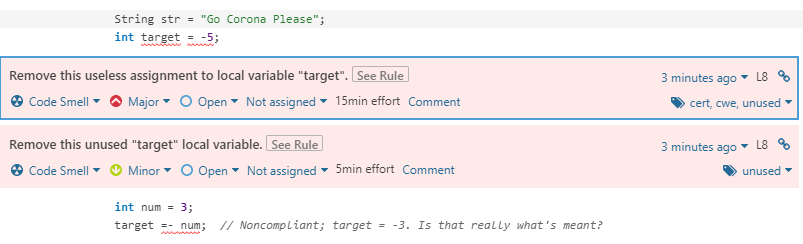 String str = "Go Corona Please";
int target = -5;
Remove this useless assignment to local variable "target". See Rule
3 minutes ago L8
Code Smell Major Open Not assigned 15min effort Comment
cert, cwe, unused
Remove this unused "target" local variable. See Rule
3 minutes ago L8
Code Smell Minor Open Not assigned 5min effort Comment
unused
int num = 3;
target =- num;  // Noncompliant; target = -3. Is that really what's meant?